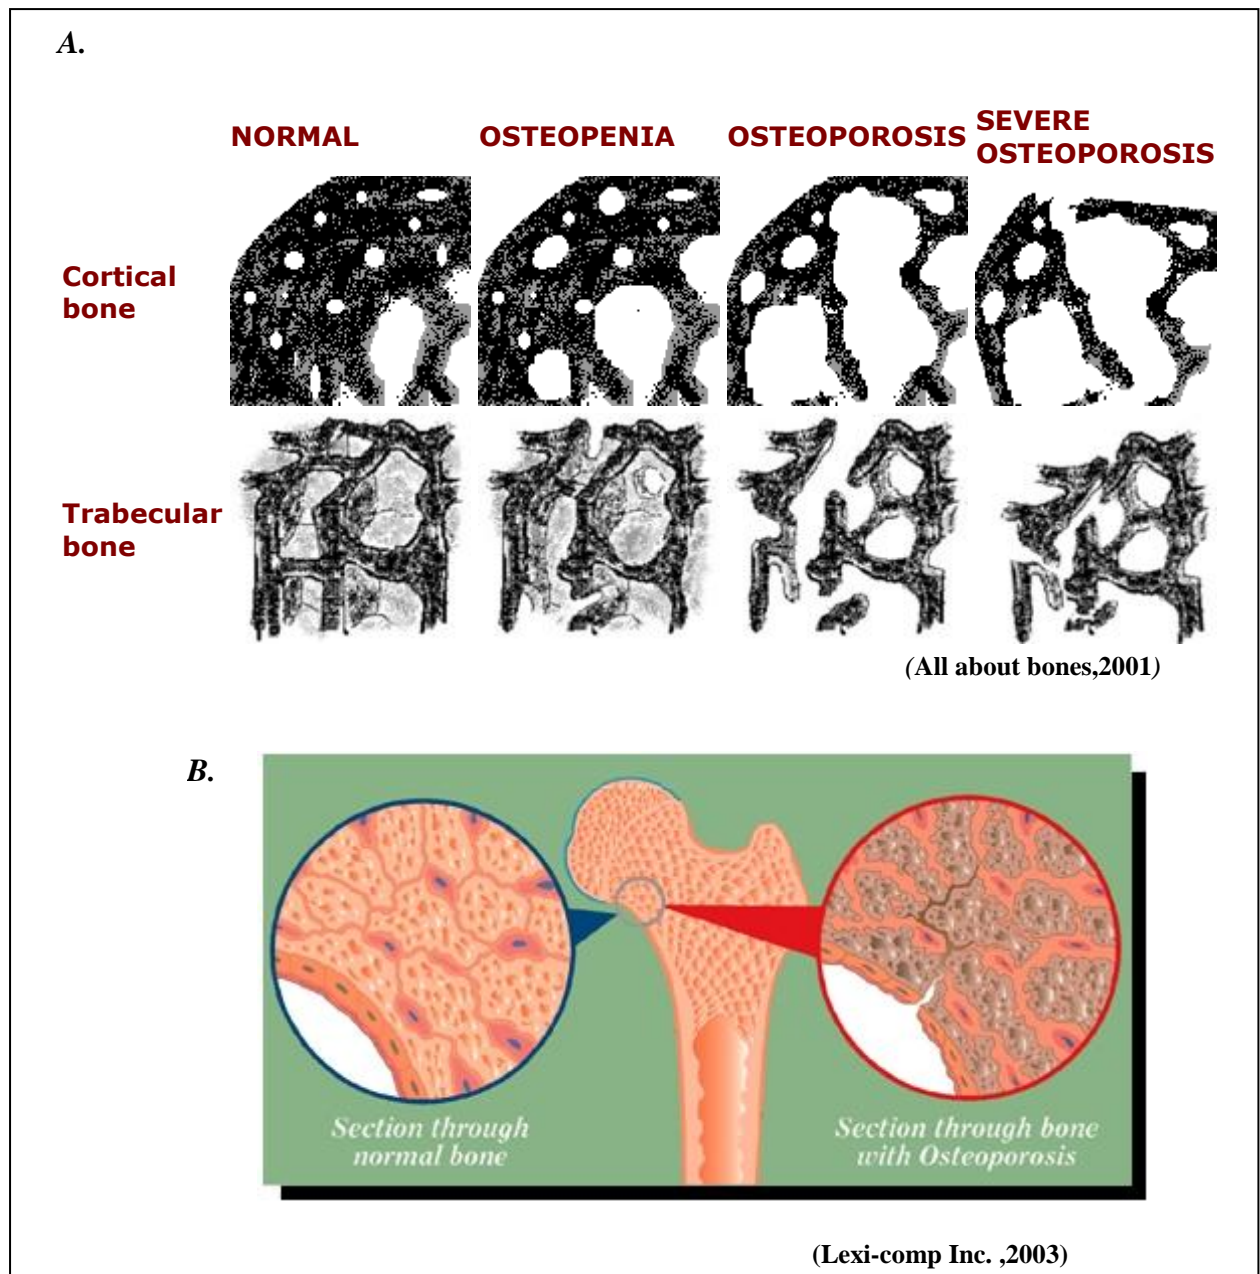 A.
NORMAL
OSTEOPENIA
OSTEOPOROSIS
SEVERE
OSTEOPOROSIS
Cortical
bone
Trabecular
bone
(All about bones,2001)
B.
Section through
normal bone
Section through bone
with Osteoporosis
(Lexi-comp Inc. ,2003)